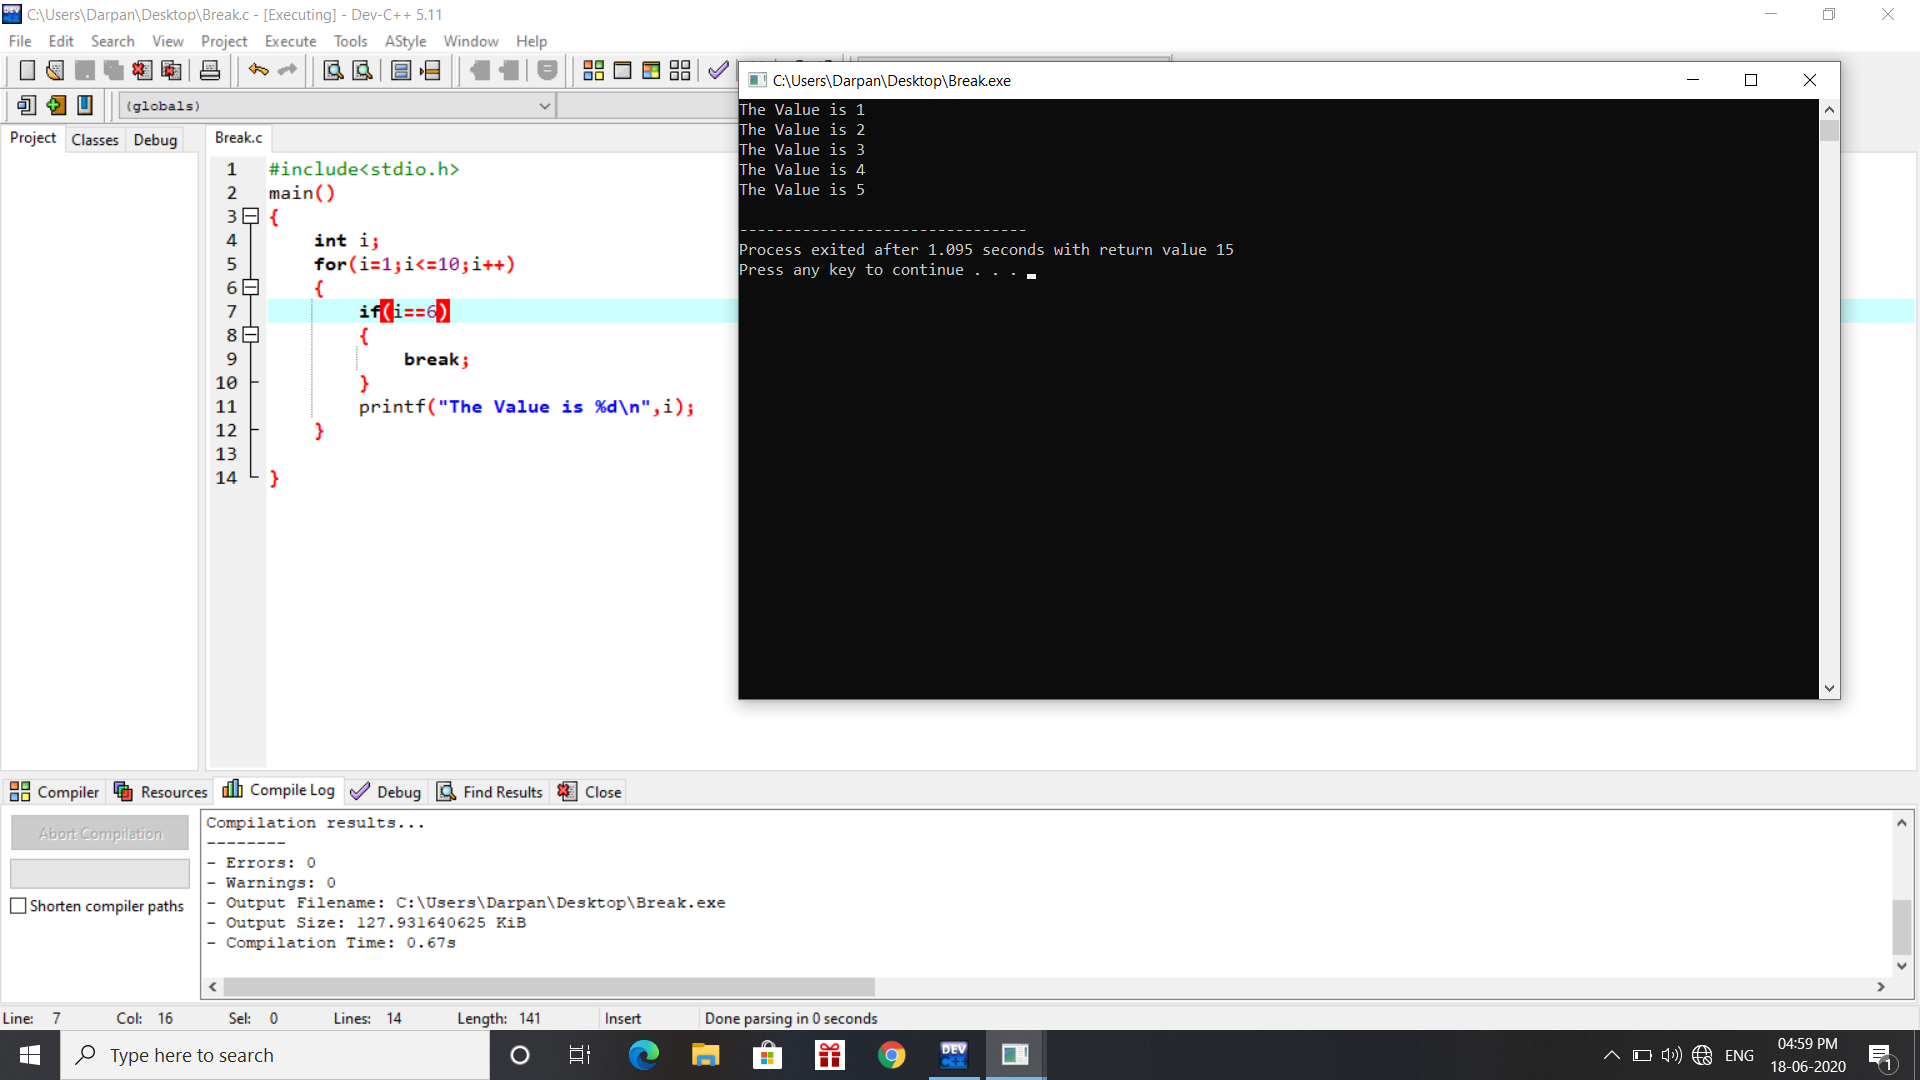 C:\Users\Darpan\Desktop\Break.c - [Executing] - Dev-C++ 5.11
File Edit Search View Project Execute Tools AStyle Window Help
(globals)
Project Classes Debug
Break.c
1 #include<stdio.h>
2 main()
3 {
4 int i;
5 for(i=1;i<=10;i++)
6 {
7 if(i==6)
8 {
9 break;
10 }
11 printf("The Value is %d\n",i);
12 }
13
14 }
C:\Users\Darpan\Desktop\Break.exe
The Value is 1
The Value is 2
The Value is 3
The Value is 4
The Value is 5
--------------------------------
Process exited after 1.095 seconds with return value 15
Press any key to continue . . .
Compiler Resources Compile Log Debug Find Results Close
Abort Compilation
Shorten compiler paths
Compilation results...
--------
- Errors: 0
- Warnings: 0
- Output Filename: C:\Users\Darpan\Desktop\Break.exe
- Output Size: 127.931640625 KiB
- Compilation Time: 0.67s
Line: 7 Col: 16 Sel: 0 Lines: 14 Length: 141 Insert Done parsing in 0 seconds
Type here to search
DEV C++
ENG
04:59 PM
18-06-2020
1